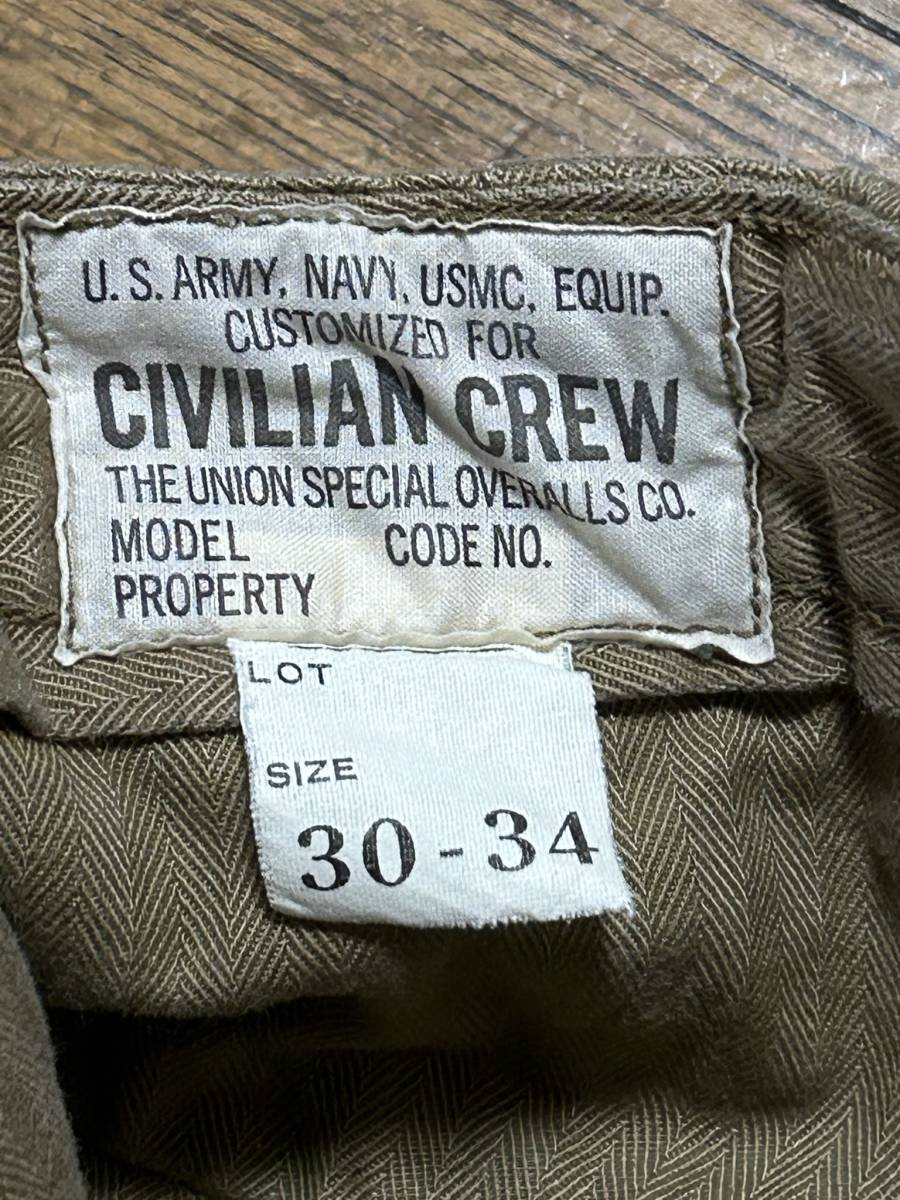 U. S. ARMY, NAVY, USMC, EQUIP.
CUSTOMIZED FOR
CIVILIAN CREW
THE UNION SPECIAL OVERALLS CO.
MODEL CODE NO.
PROPERTY
LOT
SIZE
30 - 34